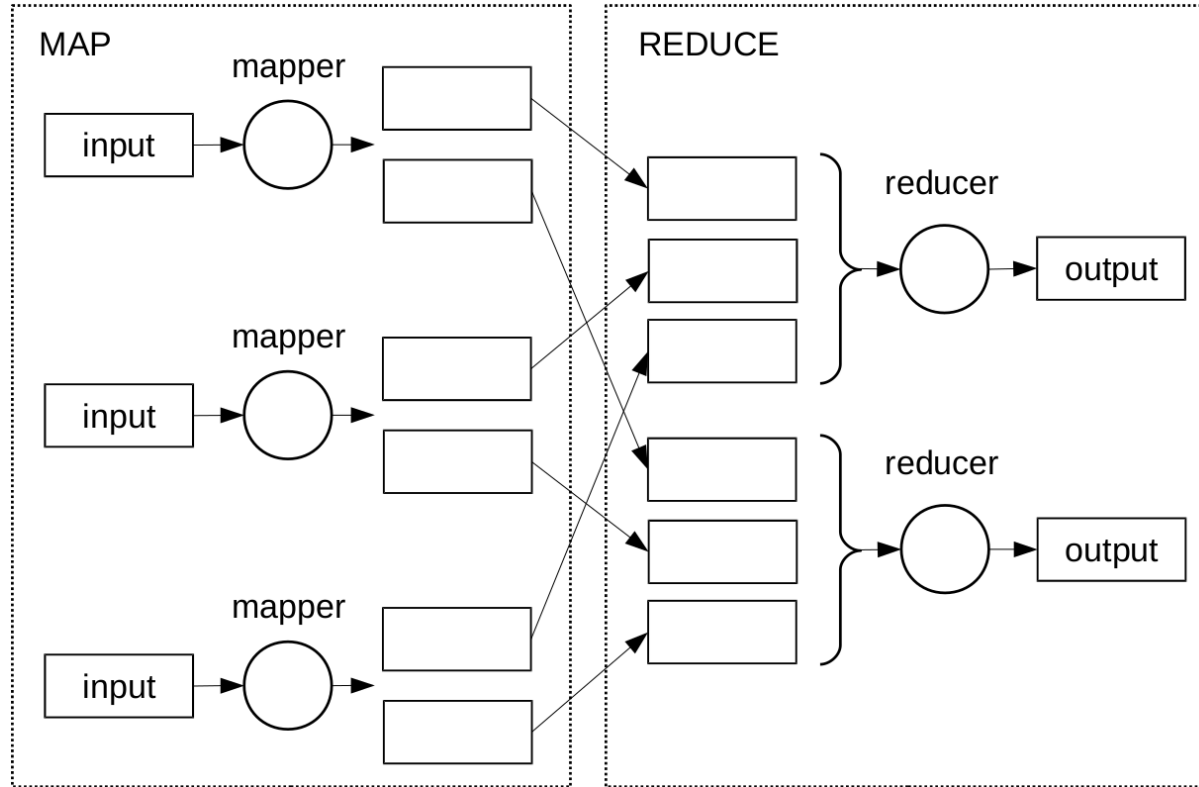 MAP
mapper
input
mapper
input
mapper
input
REDUCE
reducer
output
reducer
output